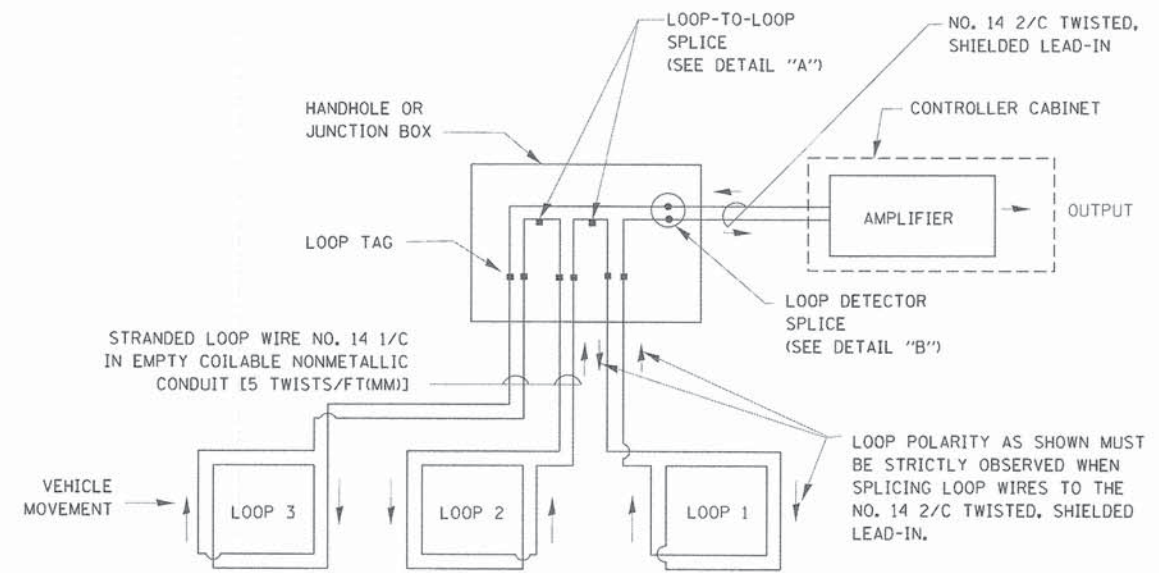 LOOP-TO-LOOP
SPLICE
(SEE DETAIL "A")
NO. 14 2/C TWISTED,
SHIELDED LEAD-IN
HANDHOLE OR
JUNCTION BOX
CONTROLLER CABINET
AMPLIFIER
OUTPUT
LOOP TAG
LOOP DETECTOR
SPLICE
(SEE DETAIL "B")
STRANDED LOOP WIRE NO. 14 1/C
IN EMPTY COILABLE NONMETALLIC
CONDUIT [5 TWISTS/FT(MM)]
LOOP POLARITY AS SHOWN MUST
BE STRICTLY OBSERVED WHEN
SPLICING LOOP WIRES TO THE
NO. 14 2/C TWISTED, SHIELDED
LEAD-IN.
VEHICLE
MOVEMENT
LOOP 3
LOOP 2
LOOP 1